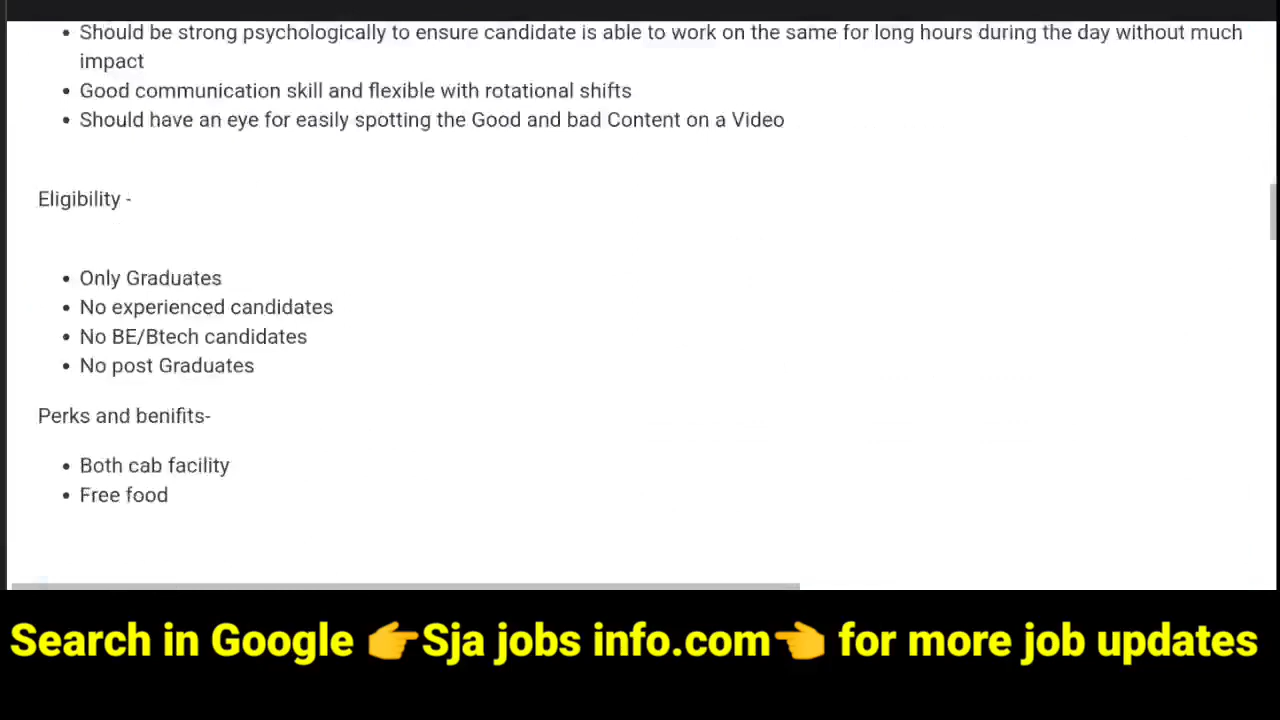 • Should be strong psychologically to ensure candidate is able to work on the same for long hours during the day without much
impact
• Good communication skill and flexible with rotational shifts
• Should have an eye for easily spotting the Good and bad Content on a Video
Eligibility -
• Only Graduates
• No experienced candidates
• No BE/Btech candidates
• No post Graduates
Perks and benifits-
• Both cab facility
• Free food
Search in Google 👉Sja jobs info.com👈 for more job updates